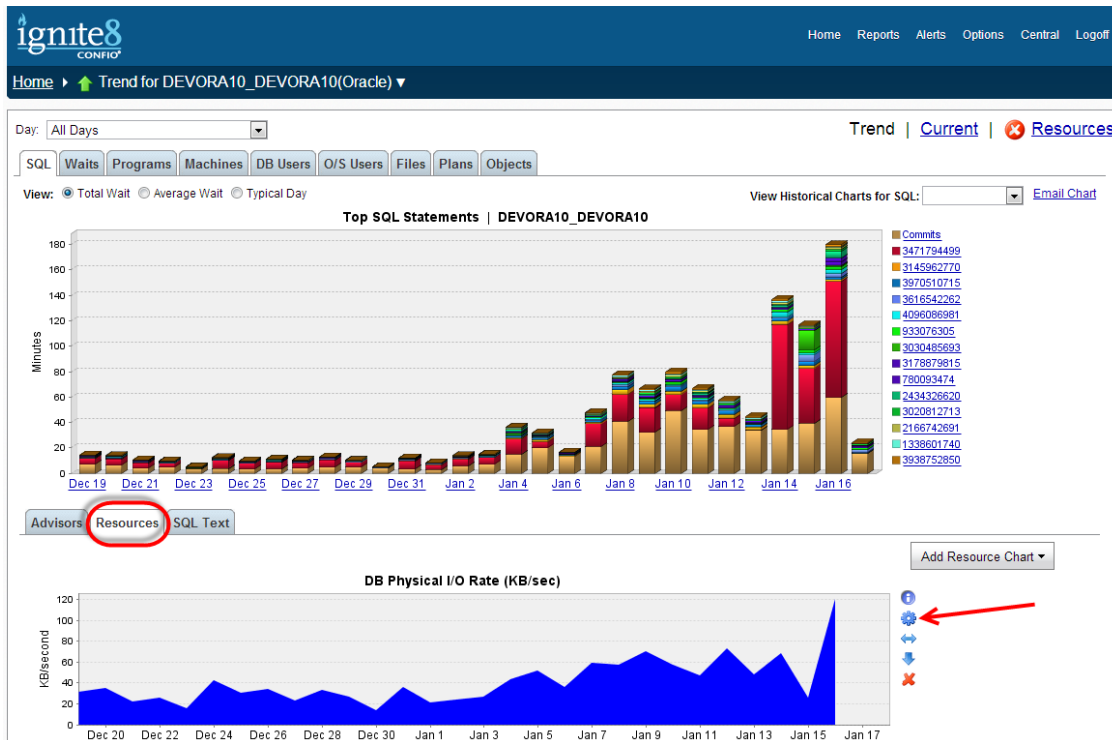 ignite8
CONFIO
Home Reports Alerts Options Central Logoff
Home Trend for DEVORA10_DEVORA10(Oracle) ▼
Day: All Days
Trend | Current | Resources
SQL Waits Programs Machines DB Users O/S Users Files Plans Objects
View: Total Wait Average Wait Typical Day
View Historical Charts for SQL: Email Chart
Top SQL Statements | DEVORA10_DEVORA10
Minutes
180
160
140
120
100
80
60
40
20
0
Dec 19 Dec 21 Dec 23 Dec 25 Dec 27 Dec 29 Dec 31 Jan 2 Jan 4 Jan 6 Jan 8 Jan 10 Jan 12 Jan 14 Jan 16
Commits
3471794499
3145962770
3970510715
3616542262
4096086981
933076305
3030485693
3178879815
780093474
2434326620
3020812713
2166742691
1338601740
3938752850
Advisors Resources SQL Text
Add Resource Chart ▼
DB Physical I/O Rate (KB/sec)
KB/second
120
100
80
60
40
20
0
Dec 20 Dec 22 Dec 24 Dec 26 Dec 28 Dec 30 Jan 1 Jan 3 Jan 5 Jan 7 Jan 9 Jan 11 Jan 13 Jan 15 Jan 17